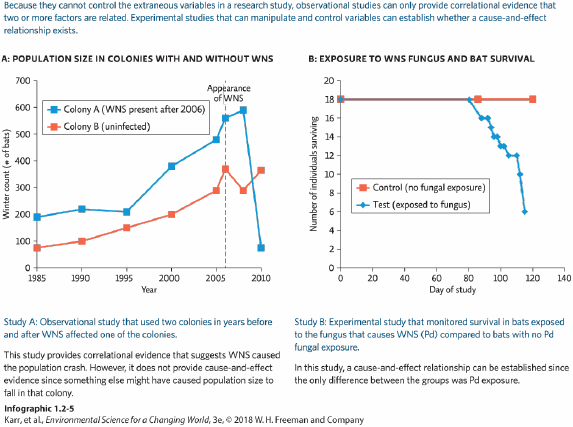 Because they cannot control the extraneous variables in a research study, observational studies can only provide correlational evidence that
two or more factors are related. Experimental studies that can manipulate and control variables can establish whether a cause-and-effect
relationship exists.
A: POPULATION SIZE IN COLONIES WITH AND WITHOUT WNS
Appearance
of WNS
Colony A (WNS present after 2006)
Colony B (uninfected)
Winter count (# of bats)
700
600
500
400
300
200
100
0
1985
1990
1995
2000
2005
2010
Year
B: EXPOSURE TO WNS FUNGUS AND BAT SURVIVAL
Number of individuals surviving
20
18
16
14
12
10
8
6
4
2
0
Control (no fungal exposure)
Test (exposed to fungus)
0
20
40
60
80
100
120
140
Day of study
Study A: Observational study that used two colonies in years before
and after WNS affected one of the colonies.
This study provides correlational evidence that suggests WNS caused
the population crash. However, it does not provide cause-and-effect
evidence since something else might have caused population size to
fall in that colony.
Study B: Experimental study that monitored survival in bats exposed
to the fungus that causes WNS (Pd) compared to bats with no Pd
fungal exposure.
In this study, a cause-and-effect relationship can be established since
the only difference between the groups was Pd exposure.
Infographic 1.2-5
Karr, et al., Environmental Science for a Changing World, 3e, © 2018 W. H. Freeman and Company